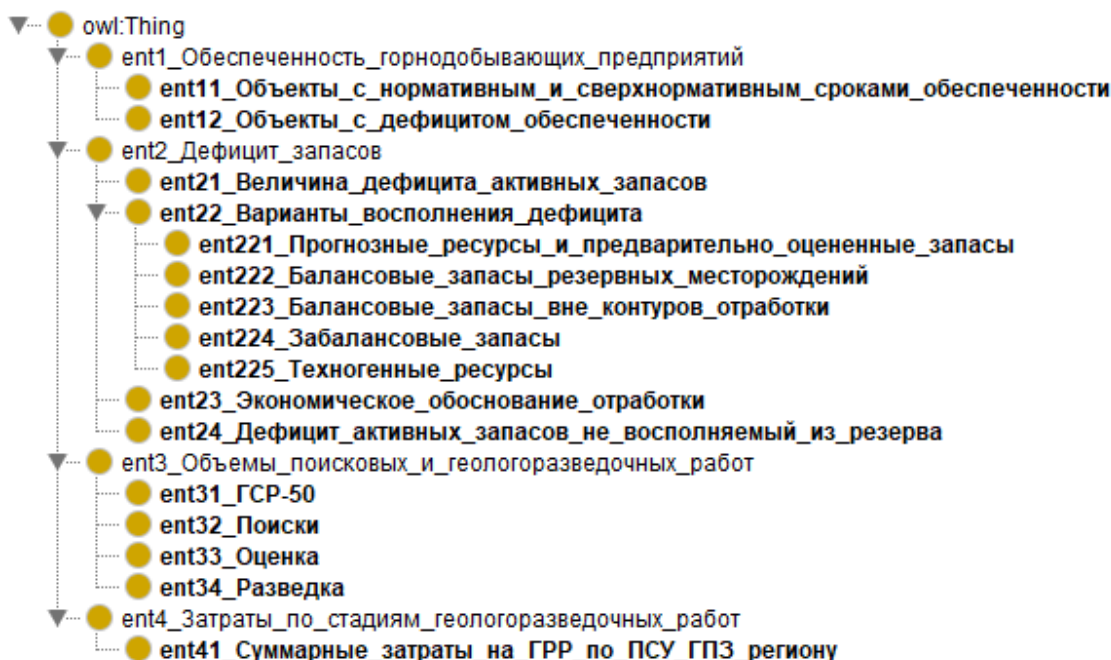 owl:Thing
ent1_Обеспеченность_горнодобывающих_предприятий
ent11_Объекты_с_нормативным_и_сверхнормативным_сроками_обеспеченности
ent12_Объекты_с_дефицитом_обеспеченности
ent2_Дефицит_запасов
ent21_Величина_дефицита_активных_запасов
ent22_Варианты_восполнения_дефицита
ent221_Прогнозные_ресурсы_и_предварительно_оцененные_запасы
ent222_Балансовые_запасы_резервных_месторождений
ent223_Балансовые_запасы_вне_контуров_отработки
ent224_Забалансовые_запасы
ent225_Техногенные_ресурсы
ent23_Экономическое_обоснование_отработки
ent24_Дефицит_активных_запасов_не_восполняемый_из_резерва
ent3_Объемы_поисковых_и_геологоразведочных_работ
ent31_ГСР-50
ent32_Поиски
ent33_Оценка
ent34_Разведка
ent4_Затраты_по_стадиям_геологоразведочных_работ
ent41_Суммарные_затраты_на_ГРР_по_ПСУ_ГПЗ_региону